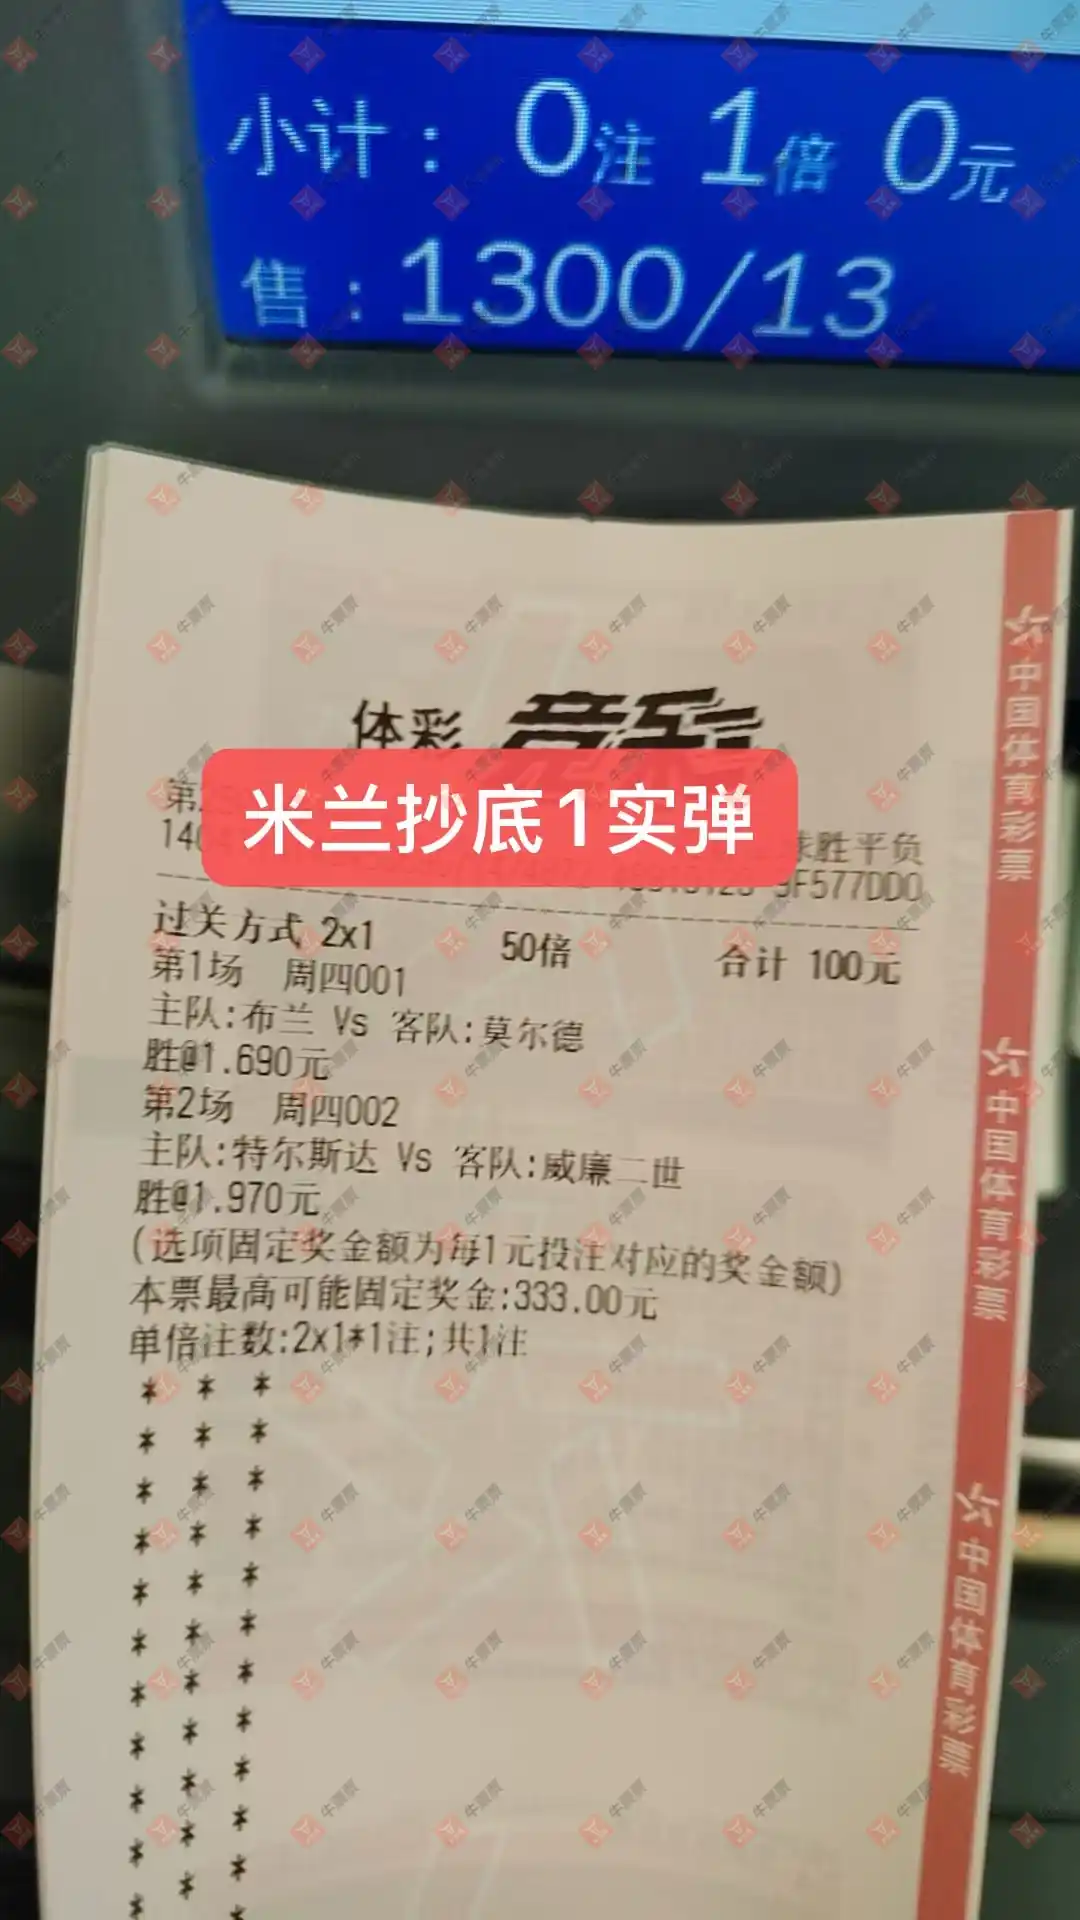 小计： 0注 1倍 0元
售：1300/13
体彩 竞彩
米兰抄底1实弹
球胜平负
9F577DD0
过关方式 2x1 50倍 合计 100元
第1场 周四001
主队:布兰 Vs 客队:莫尔德
胜@1.690元
第2场 周四002
主队:特尔斯达 Vs 客队:威廉二世
胜@1.970元
(选项固定奖金额为每1元投注对应的奖金额)
本票最高可能固定奖金:333.00元
单倍注数:2x1*1注;共1注
中国体育彩票
中国体育彩票
中国体育彩票
牛票票